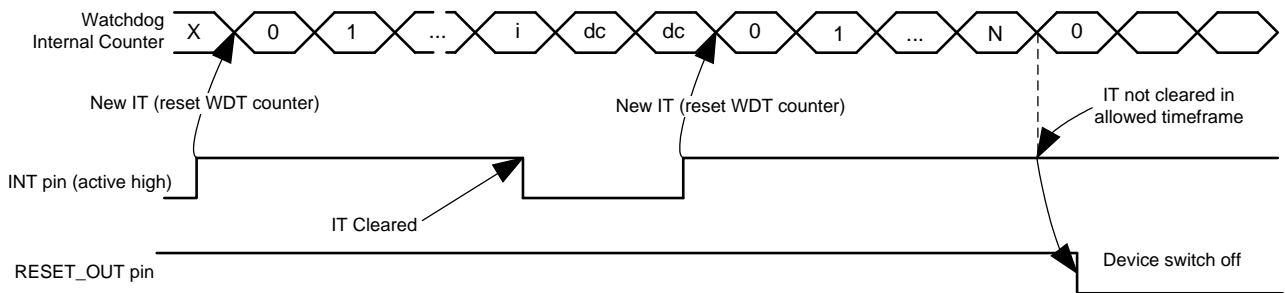 Watchdog
Internal Counter
X 0 1 ... i dc dc 0 1 ... N 0
New IT (reset WDT counter)
New IT (reset WDT counter)
IT not cleared in
allowed timeframe
INT pin (active high)
IT Cleared
RESET_OUT pin
Device switch off